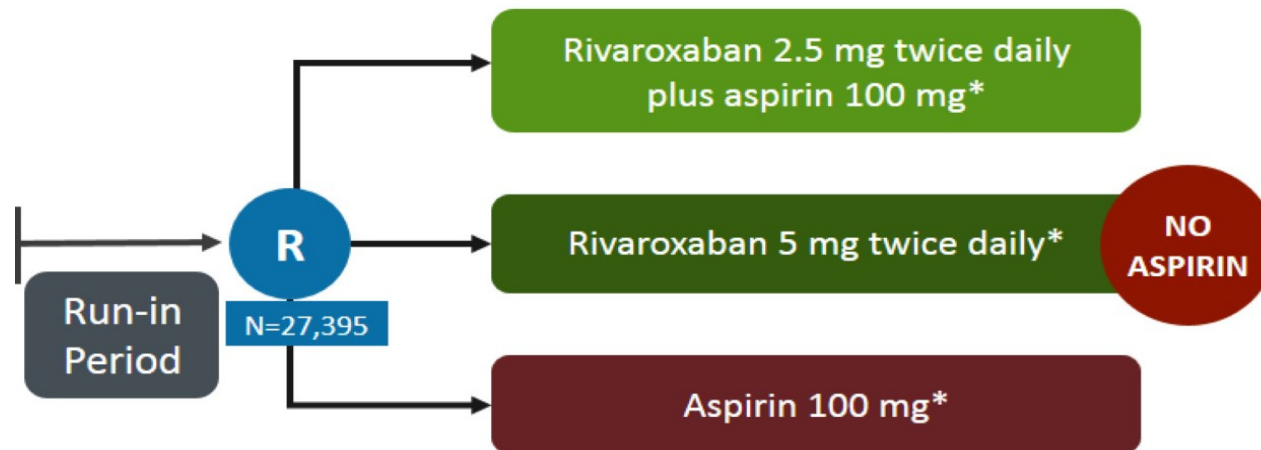 Rivaroxaban 2.5 mg twice daily
plus aspirin 100 mg*
R
N=27,395
Run-in
Period
Rivaroxaban 5 mg twice daily*
NO
ASPIRIN
Aspirin 100 mg*